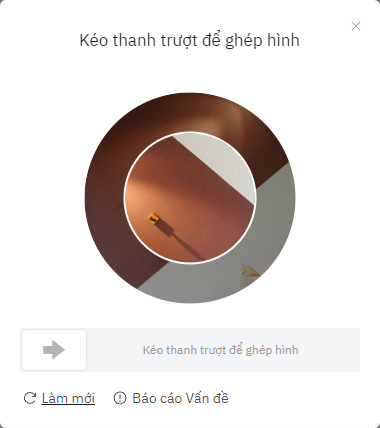 Kéo thanh trượt để ghép hình
Kéo thanh trượt để ghép hình
Làm mới
Báo cáo Vấn đề